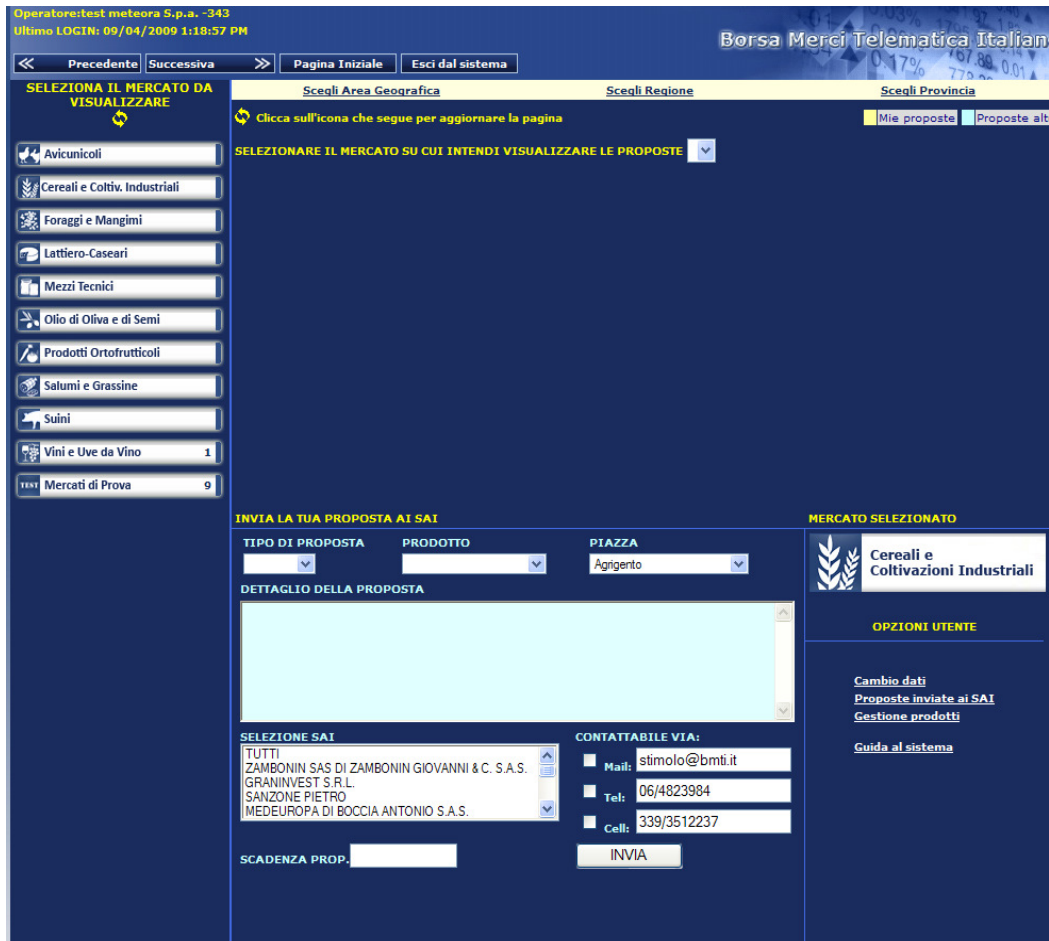 Operatore:test meteora S.p.a. -343
Ultimo LOGIN: 09/04/2009 1:18:57 PM
Borsa Merci Telematica Italian
Precedente Successiva Pagina Iniziale Esci dal sistema
SELEZIONA IL MERCATO DA VISUALIZZARE
Scegli Area Geografica Scegli Regione Scegli Provincia
Clicca sull'icona che segue per aggiornare la pagina
Mie proposte Proposte alt
SELEZIONARE IL MERCATO SU CUI INTENDI VISUALIZZARE LE PROPOSTE
Avicunicoli
Cereali e Coltiv. Industriali
Foraggi e Mangimi
Lattiero-Caseari
Mezzi Tecnici
Olio di Oliva e di Semi
Prodotti Ortofrutticoli
Salumi e Grassine
Suini
Vini e Uve da Vino 1
TEST Mercati di Prova 9
INVIA LA TUA PROPOSTA AI SAI
TIPO DI PROPOSTA PRODOTTO PIAZZA
Agrigento
DETTAGLIO DELLA PROPOSTA
SELEZIONE SAI
TUTTI
ZAMBONIN SAS DI ZAMBONIN GIOVANNI & C. S.A.S.
GRANINVEST S.R.L.
SANZONE PIETRO
MEDEUROPA DI BOCCIA ANTONIO S.A.S.
CONTATTABILE VIA:
Mail: stimolo@bmti.it
Tel: 06/4823984
Cell: 339/3512237
SCADENZA PROP.
INVIA
MERCATO SELEZIONATO
Cereali e
Coltivazioni Industriali
OPZIONI UTENTE
Cambio dati
Proposte inviate ai SAI
Gestione prodotti
Guida al sistema